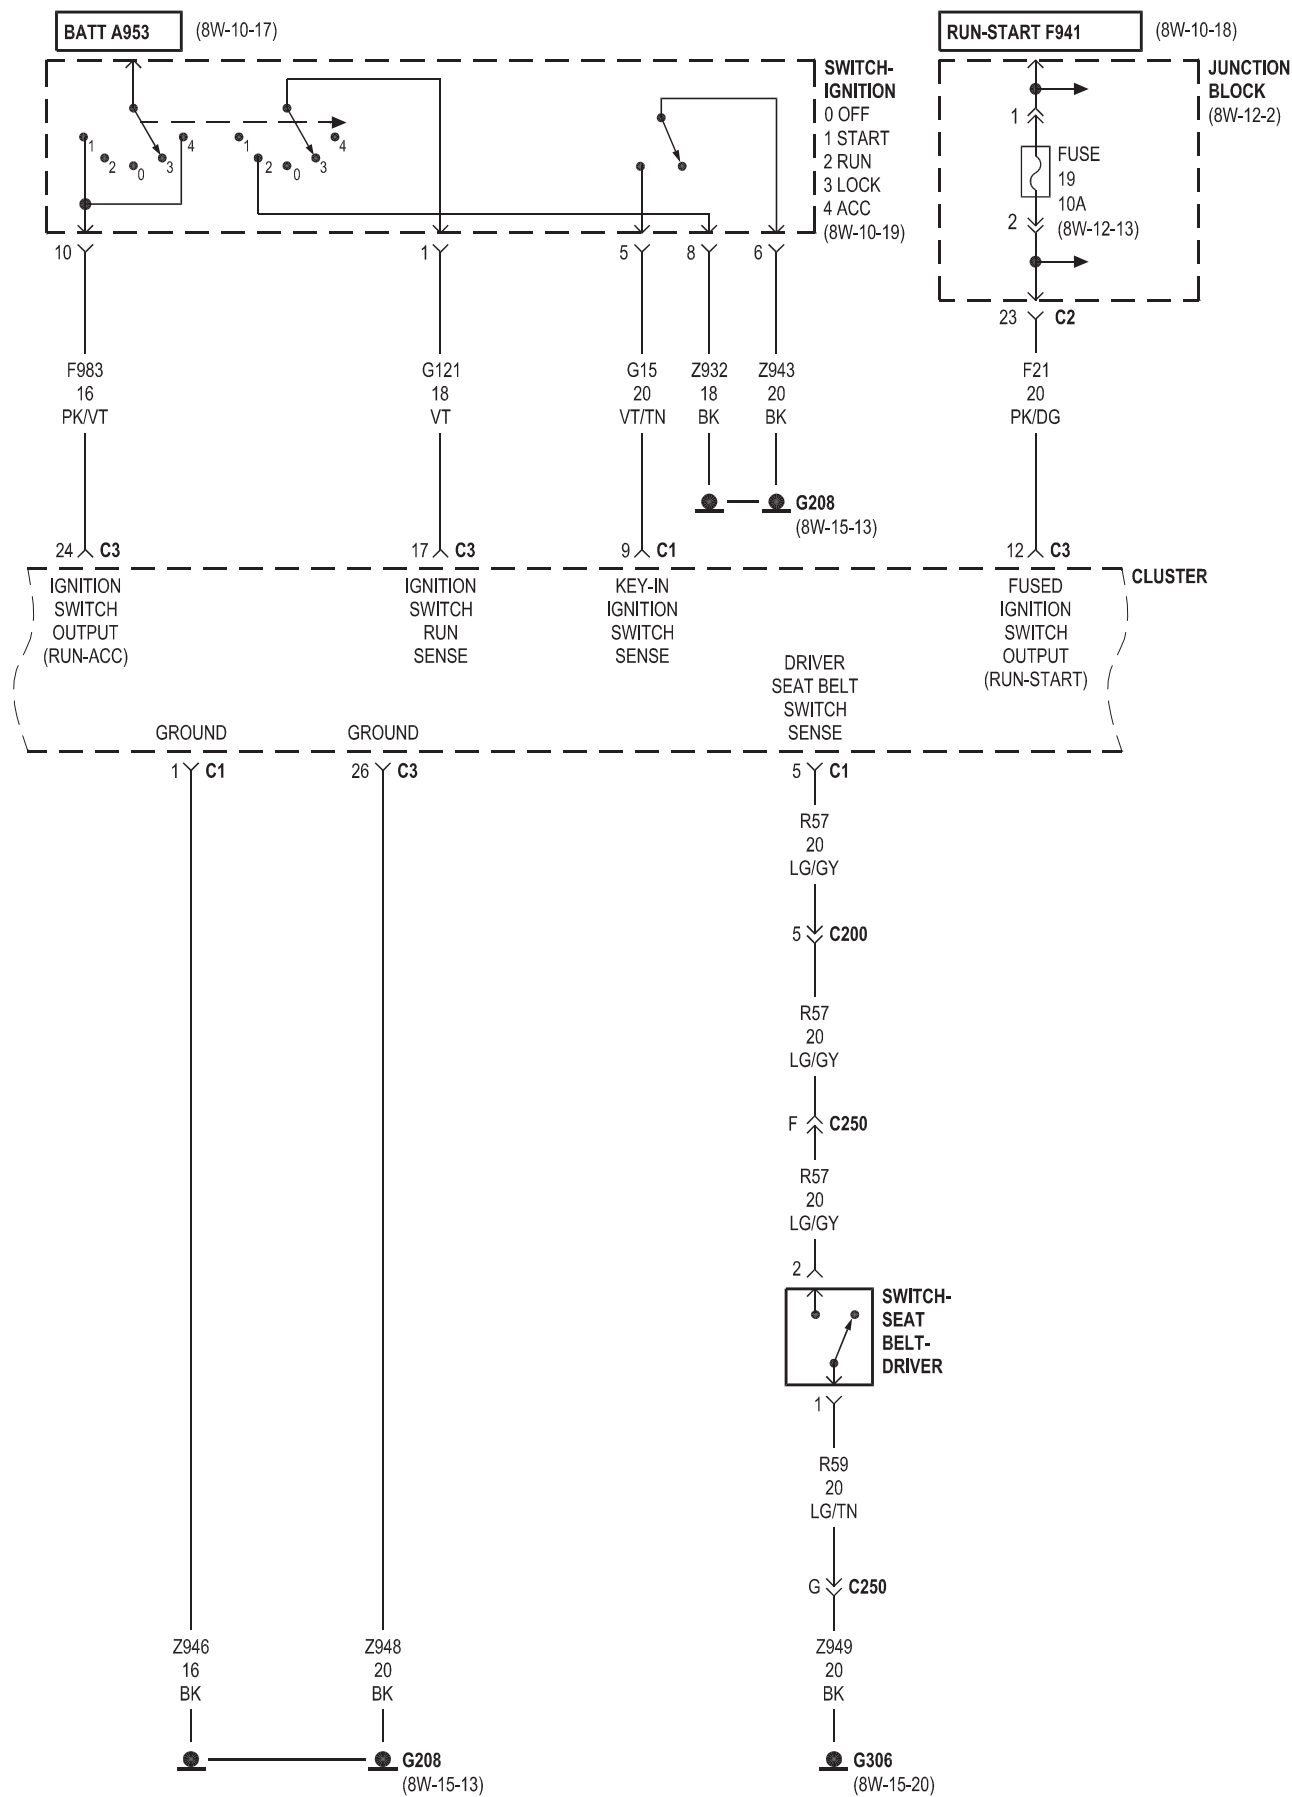 BATT A953
(8W-10-17)
RUN-START F941
(8W-10-18)
SWITCH-
IGNITION
0 OFF
1 START
2 RUN
3 LOCK
4 ACC
(8W-10-19)
JUNCTION
BLOCK
(8W-12-2)
1
2
0
3
4
1
2
0
3
4
1
FUSE
19
10A
(8W-12-13)
2
10
1
5
8
6
23
C2
F983
16
PK/VT
G121
18
VT
G15
20
VT/TN
Z932
18
BK
Z943
20
BK
F21
20
PK/DG
G208
(8W-15-13)
24
C3
17
C3
9
C1
12
C3
CLUSTER
IGNITION
SWITCH
OUTPUT
(RUN-ACC)
IGNITION
SWITCH
RUN
SENSE
KEY-IN
IGNITION
SWITCH
SENSE
FUSED
IGNITION
SWITCH
OUTPUT
(RUN-START)
DRIVER
SEAT BELT
SWITCH
SENSE
GROUND
GROUND
1
C1
26
C3
5
C1
R57
20
LG/GY
5
C200
R57
20
LG/GY
F
C250
R57
20
LG/GY
2
SWITCH-
SEAT
BELT-
DRIVER
1
R59
20
LG/TN
G
C250
Z946
16
BK
Z948
20
BK
Z949
20
BK
G208
(8W-15-13)
G306
(8W-15-20)